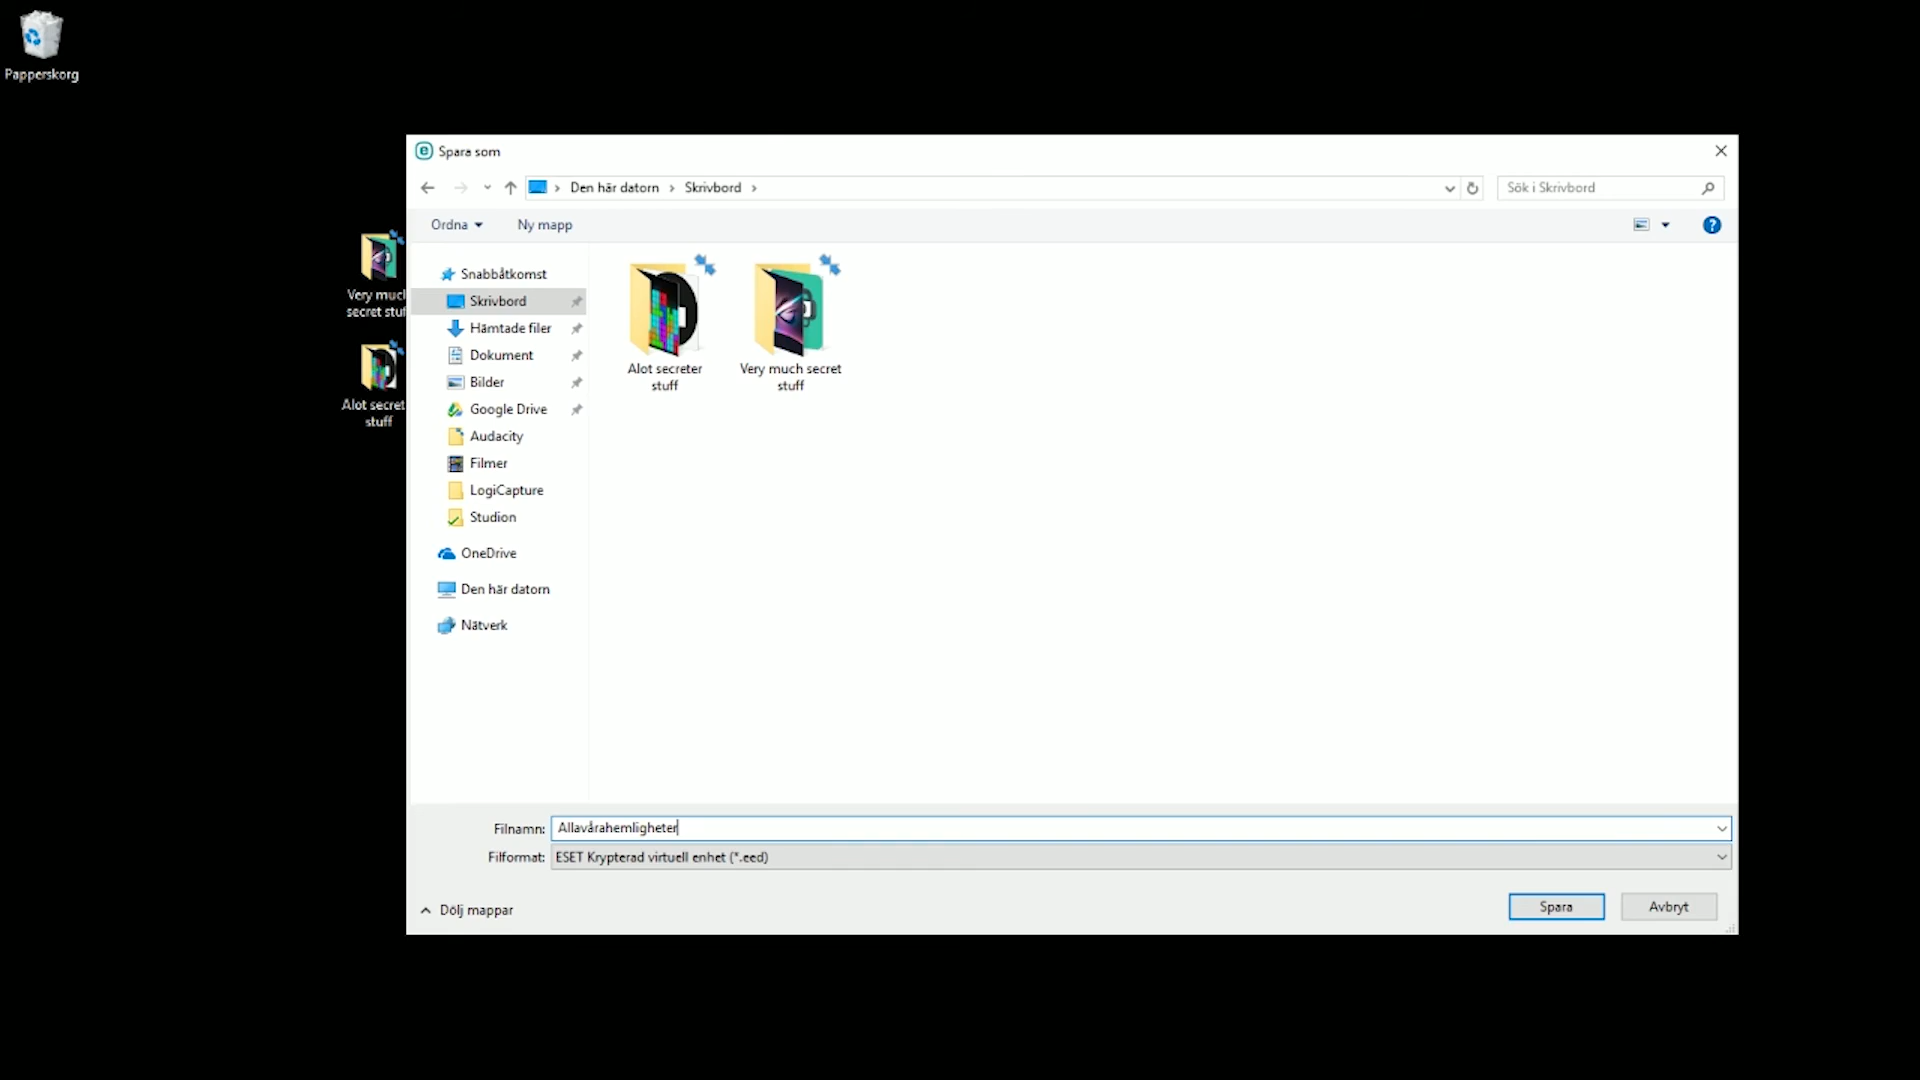 Papperskorg
Very much
secret stuf
Alot secret
stuff
Spara som
Den här datorn
Skrivbord
Sök i Skrivbord
Ordna
Ny mapp
Snabbåtkomst
Skrivbord
Hämtade filer
Dokument
Bilder
Google Drive
Audacity
Filmer
LogiCapture
Studion
OneDrive
Den här datorn
Nätverk
Alot secreter
stuff
Very much secret
stuff
Filnamn: Allavårahemligheter
Filformat: ESET Krypterad virtuell enhet (*.eed)
Dölj mappar
Spara
Avbryt